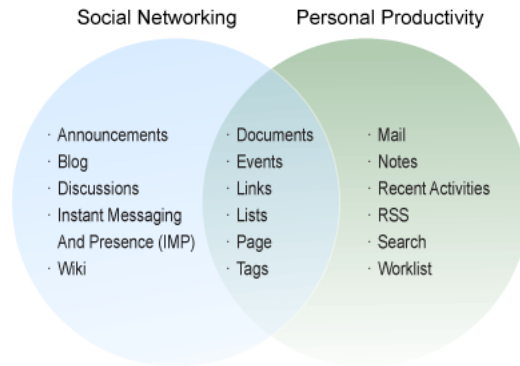 Social Networking
Personal Productivity
· Announcements
· Blog
· Discussions
· Instant Messaging
And Presence (IMP)
· Wiki
· Documents
· Events
· Links
· Lists
· Page
· Tags
· Mail
· Notes
· Recent Activities
· RSS
· Search
· Worklist